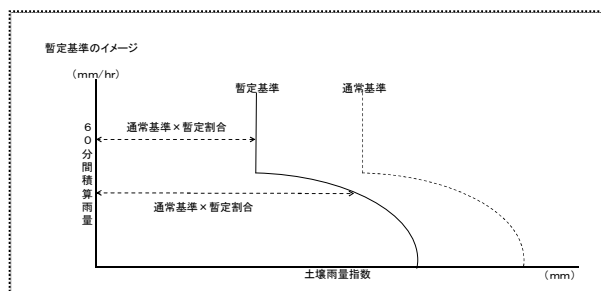 暫定基準のイメージ
(mm/hr)
暫定基準
通常基準
通常基準×暫定割合
60分間積算雨量
通常基準×暫定割合
土壌雨量指数
(mm)